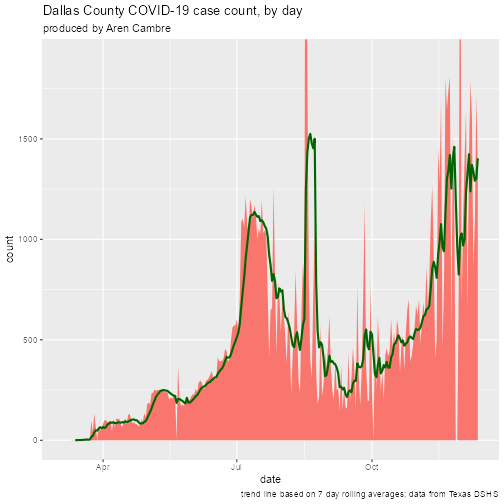 Dallas County COVID-19 case count, by day
produced by Aren Cambre
count
1500
1000
500
0
Apr
Jul
Oct
date
trend line based on 7 day rolling averages; data from Texas DSHS